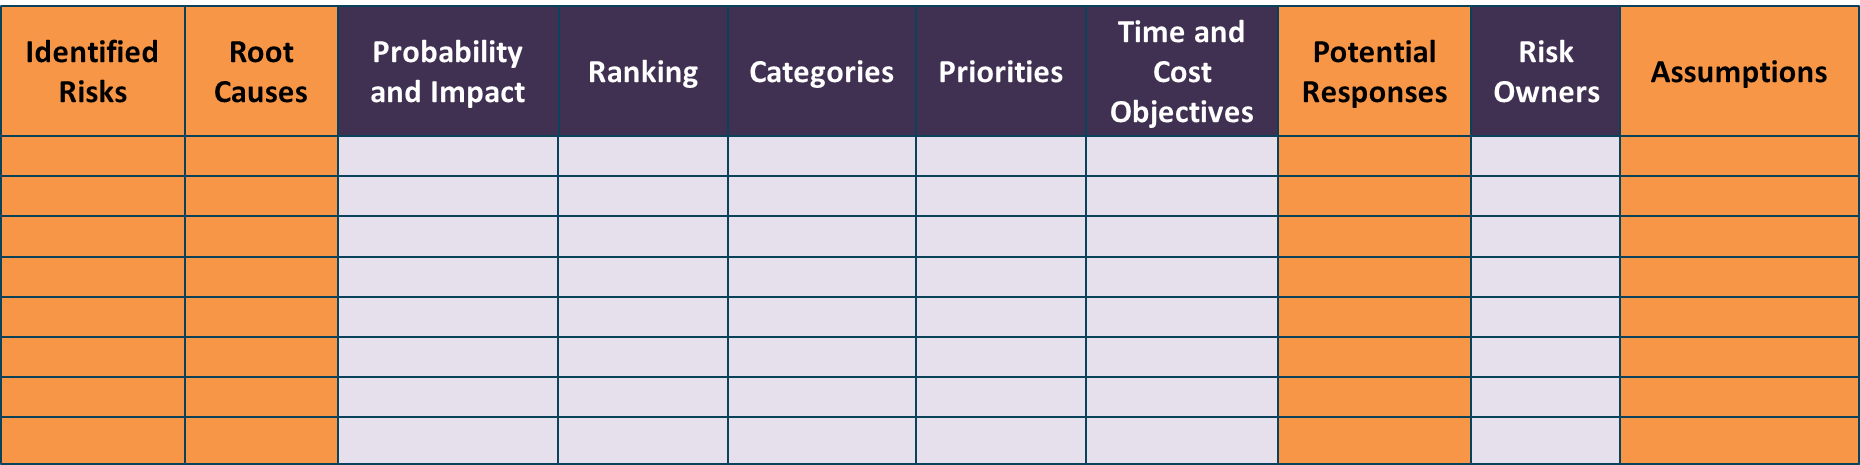 Identified
Risks
Root
Causes
Probability
and Impact
Ranking
Categories
Priorities
Time and
Cost
Objectives
Potential
Responses
Risk
Owners
Assumptions